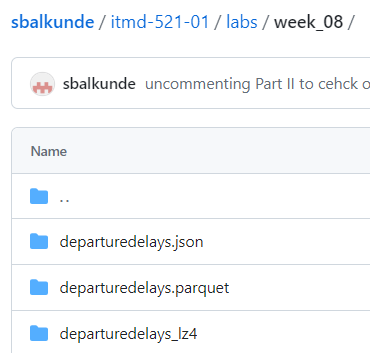 sbalkunde / itmd-521-01 / labs / week_08 /
sbalkunde uncommenting Part II to cehck o
Name
..
departuredelays.json
departuredelays.parquet
departuredelays_lz4